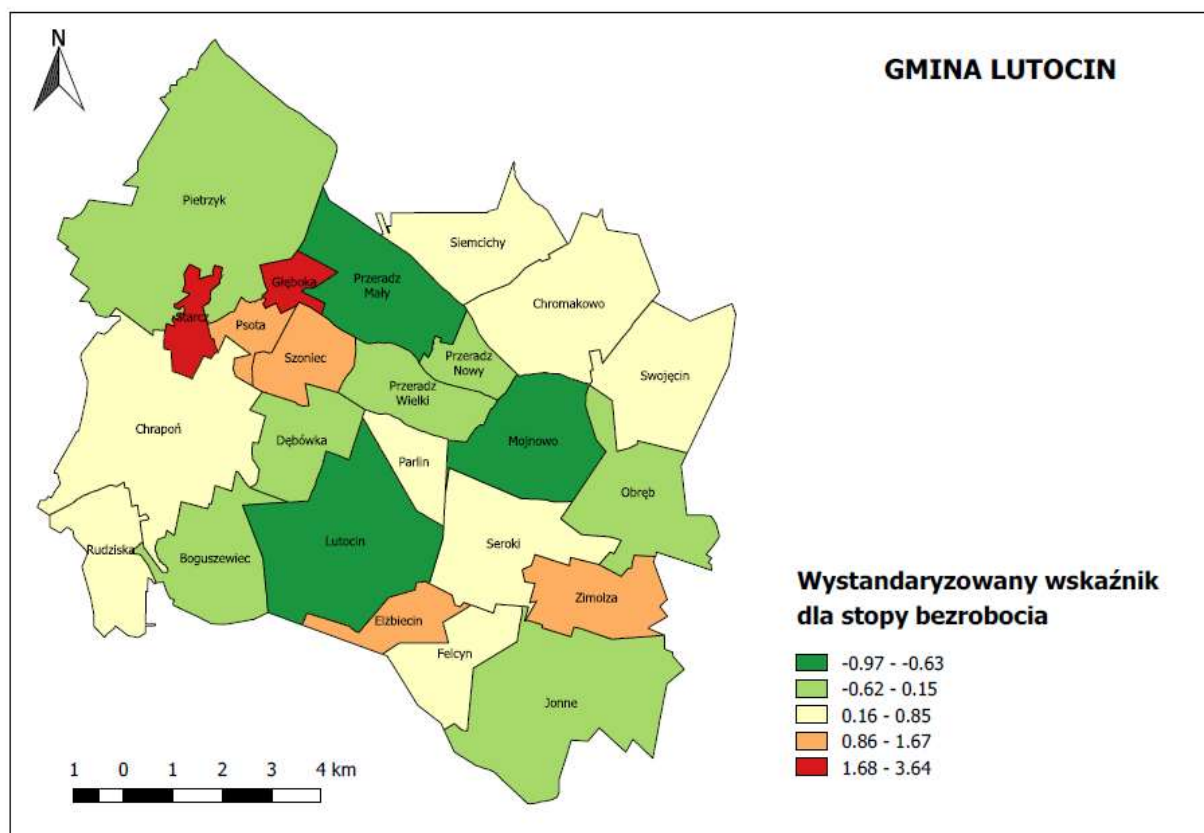 N
GMINA LUTOCIN
Pietrzyk
Siemcichy
Głęboka
Przeradz
Mały
Chromakowo
Starcz
Psota
Szoniec
Przeradz
Nowy
Swojęcin
Przeradz
Wielki
Chrapoń
Dębówka
Mojnowo
Parlin
Obręb
Lutocin
Seroki
Rudziska
Boguszewiec
Zimolza
Elżbiecin
Felcyn
Jonne
Wystandaryzowany wskaźnik
dla stopy bezrobocia
-0.97 - -0.63
-0.62 - 0.15
0.16 - 0.85
0.86 - 1.67
1.68 - 3.64
1 0 1 2 3 4 km